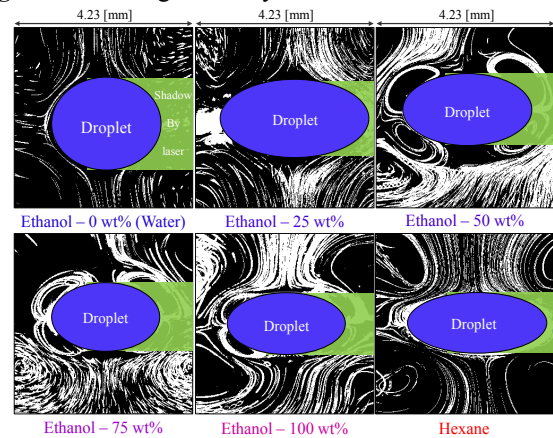 4.23 [mm] 4.23 [mm] 4.23 [mm]
Droplet
Shadow
By
laser
Droplet
Droplet
Ethanol – 0 wt% (Water) Ethanol – 25 wt% Ethanol – 50 wt%
Droplet Droplet Droplet
Ethanol – 75 wt% Ethanol – 100 wt% Hexane